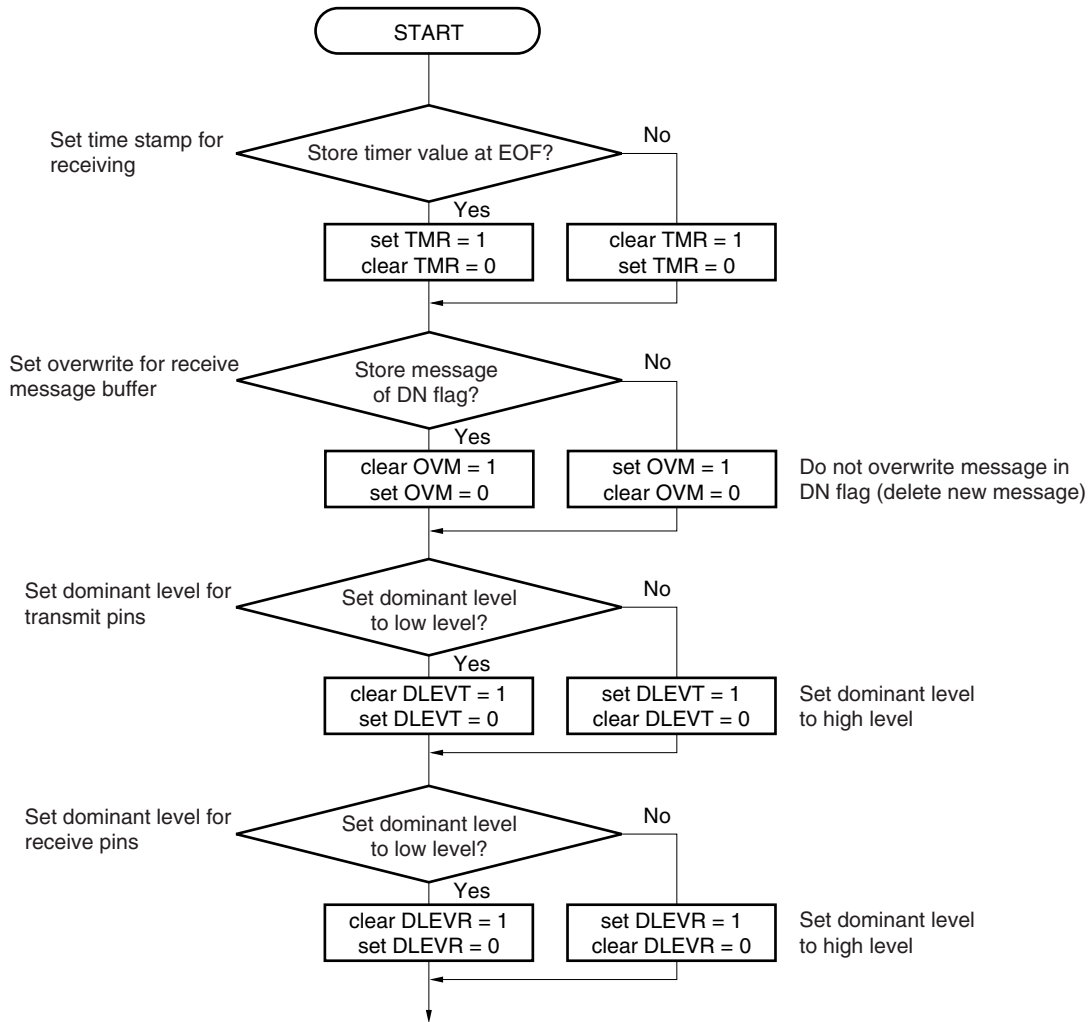 START
Set time stamp for
receiving
Store timer value at EOF?
No
Yes
set TMR = 1
clear TMR = 0
clear TMR = 1
set TMR = 0
Set overwrite for receive
message buffer
Store message
of DN flag?
No
Yes
clear OVM = 1
set OVM = 0
set OVM = 1
clear OVM = 0
Do not overwrite message in
DN flag (delete new message)
Set dominant level for
transmit pins
Set dominant level
to low level?
No
Yes
clear DLEVT = 1
set DLEVT = 0
set DLEVT = 1
clear DLEVT = 0
Set dominant level
to high level
Set dominant level for
receive pins
Set dominant level
to low level?
No
Yes
clear DLEVR = 1
set DLEVR = 0
set DLEVR = 1
clear DLEVR = 0
Set dominant level
to high level